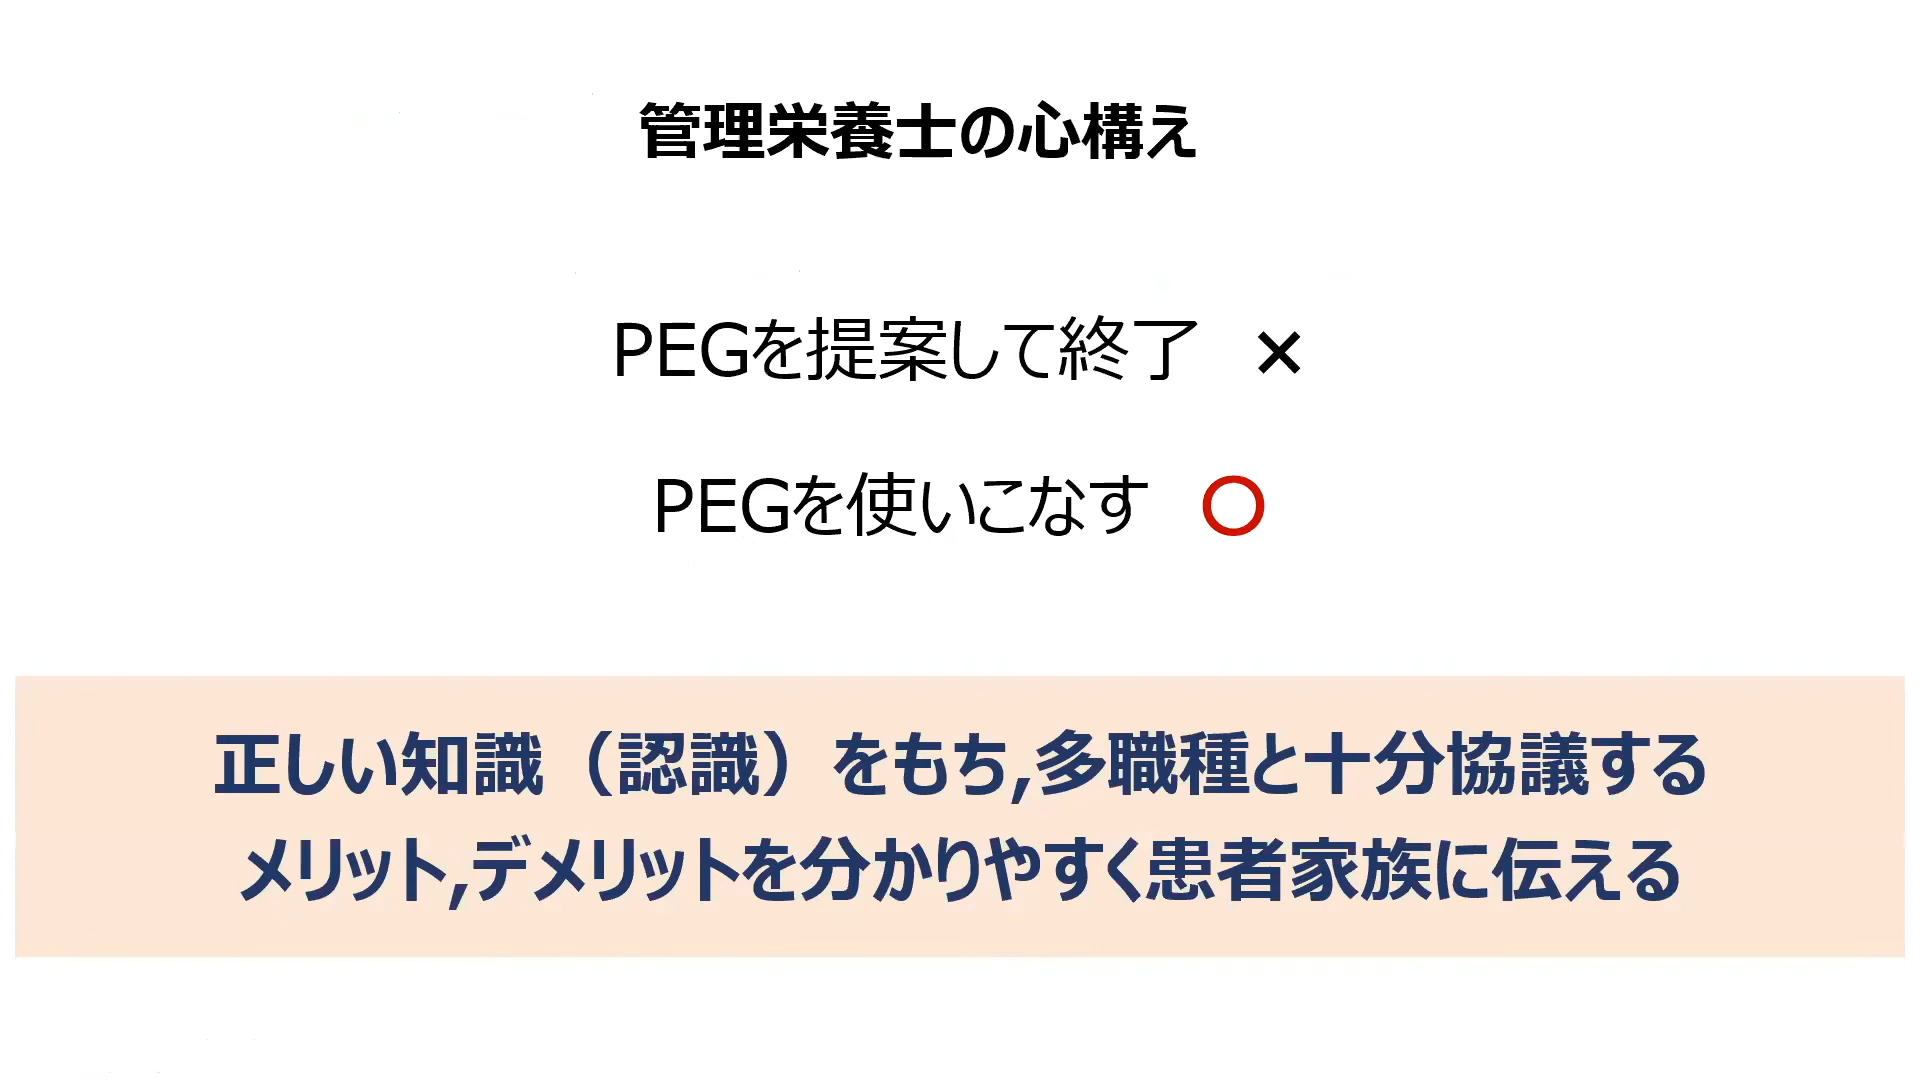 管理栄養士の心構え
PEGを提案して終了 ×
PEGを使いこなす 〇
正しい知識（認識）をもち,多職種と十分協議する
メリット,デメリットを分かりやすく患者家族に伝える